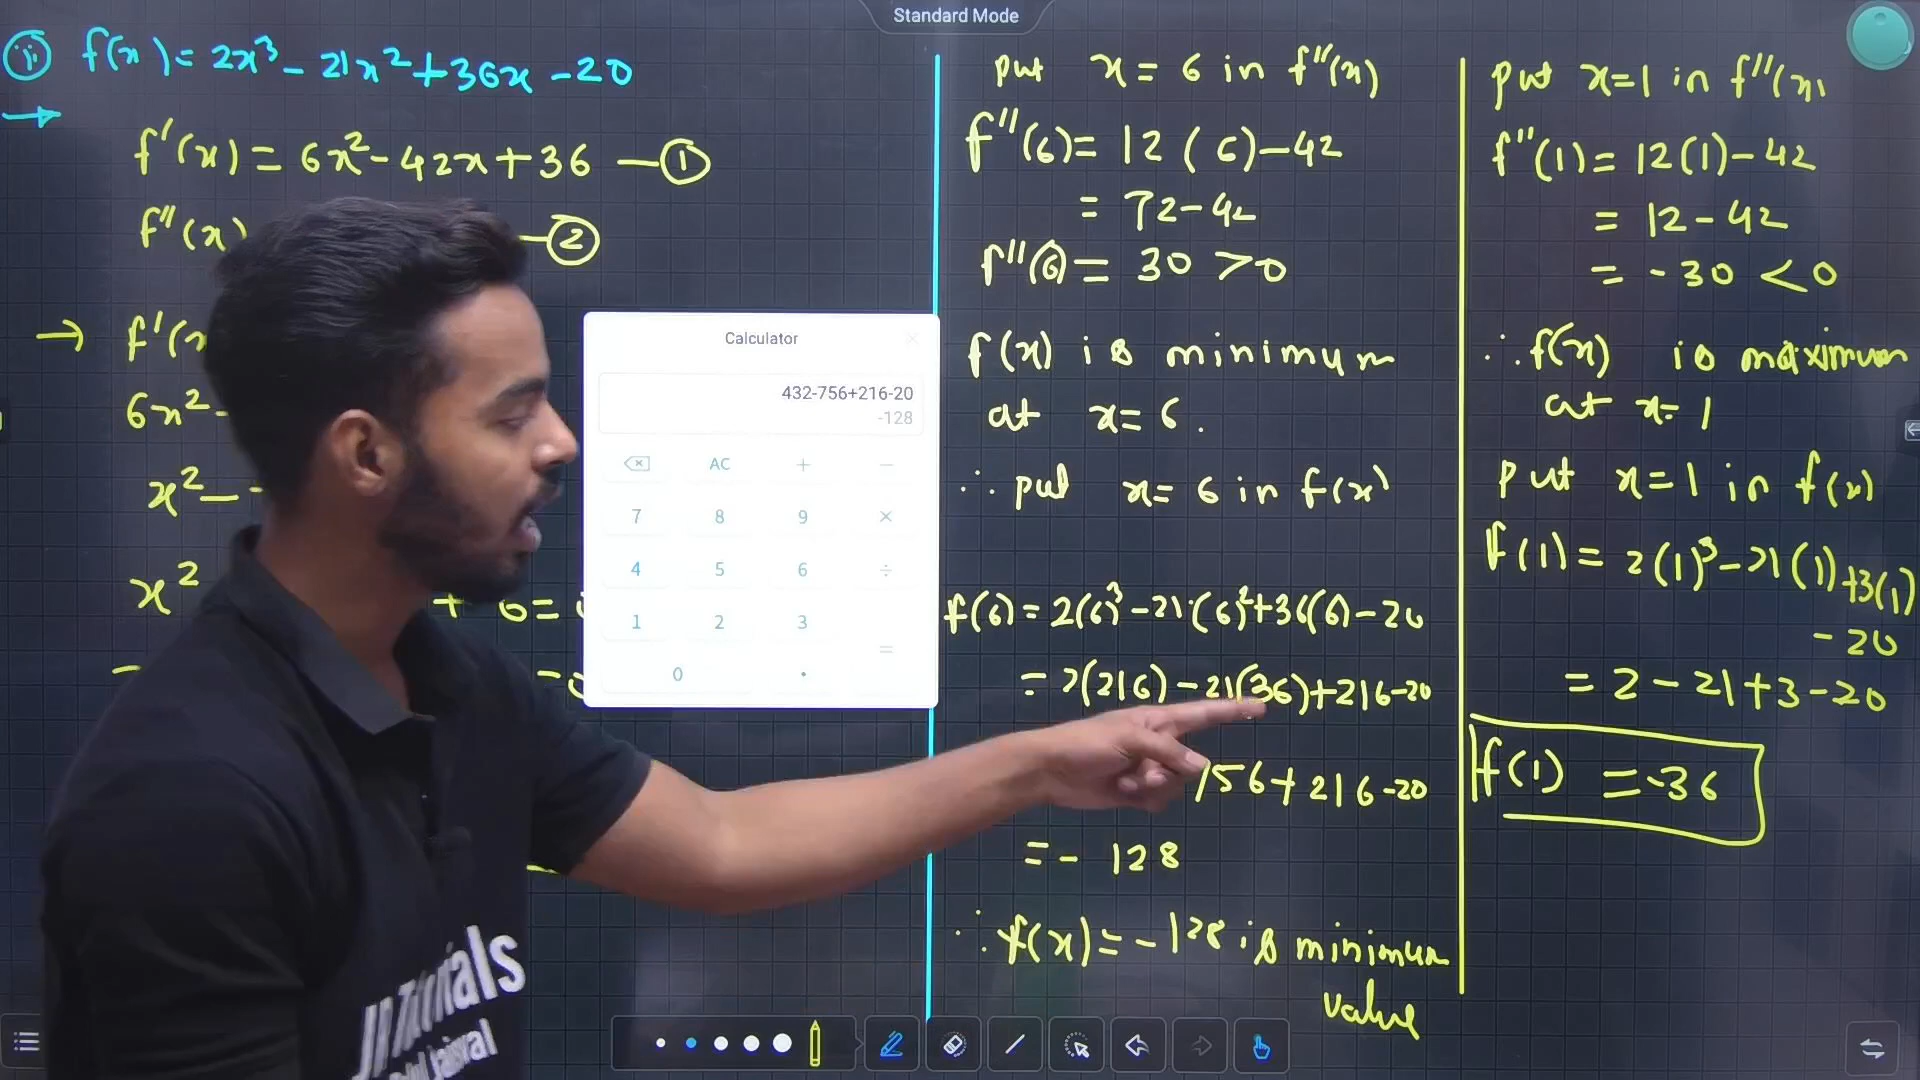 Standard Mode
ii f(x) = 2x³ - 21x² + 36x - 20
→
f'(x) = 6x² - 42x + 36 — ①
f''(x) — ②
→ f'(x
6x² -
x² -
x² + 6 =
Calculator
432-756+216-20
-128
AC + −
7 8 9 ×
4 5 6 ÷
1 2 3
=
0 .
put x = 6 in f''(x)
f''(6) = 12(6) - 42
= 72 - 42
f''(6) = 30 > 0
f(x) is minimum
at x = 6.
∴ put x = 6 in f(x)
f(6) = 2(6)³ - 21(6)² + 36(6) - 20
= 2(216) - 21(36) + 216 - 20
756 + 216 - 20
= - 128
∴ f(x) = - 128 is minimum
value
put x=1 in f''(x)
f''(1) = 12(1) - 42
= 12 - 42
= - 30 < 0
∴ f(x) is maximum
at x = 1
put x = 1 in f(x)
f(1) = 2(1)³ - 21(1) + 3(1)
- 20
= 2 - 21 + 3 - 20
f(1) = -36
JJ Tutorials
Jaiswal